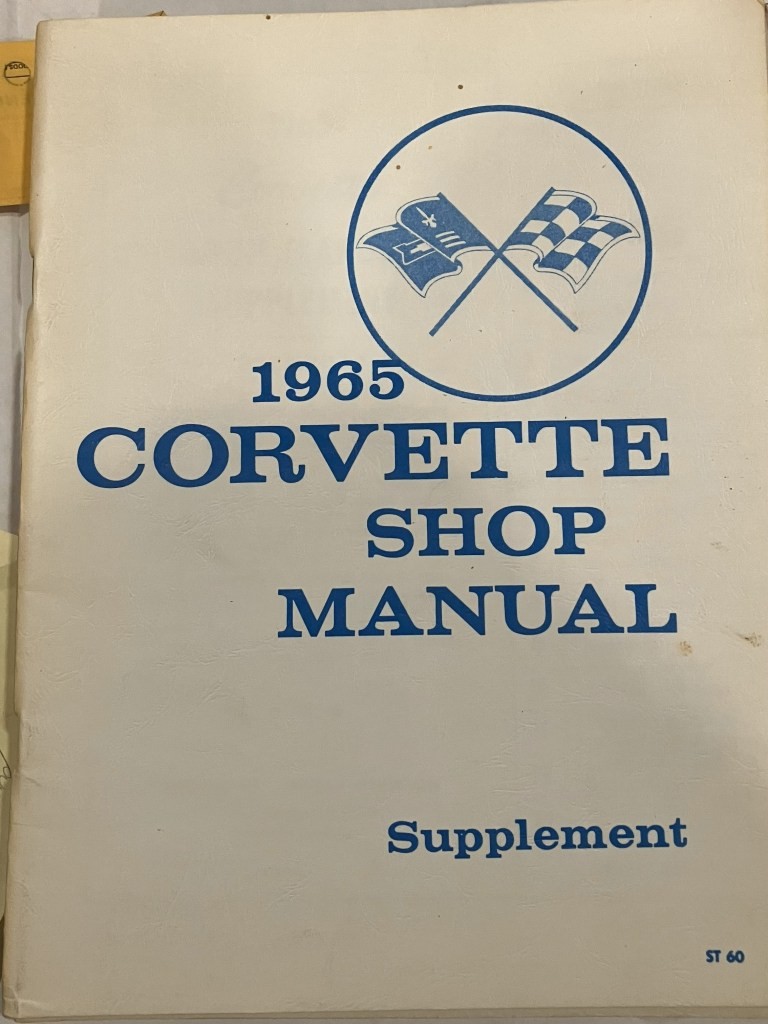 1965
CORVETTE
SHOP
MANUAL
Supplement
ST 60